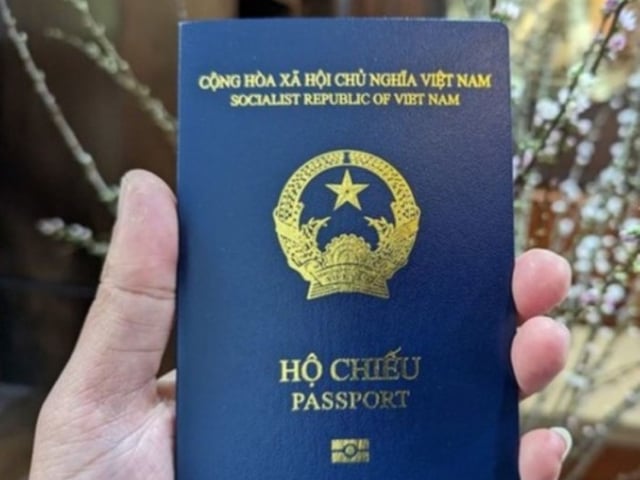 CỘNG HÒA XÃ HỘI CHỦ NGHĨA VIỆT NAM
SOCIALIST REPUBLIC OF VIET NAM
HỘ CHIẾU
PASSPORT